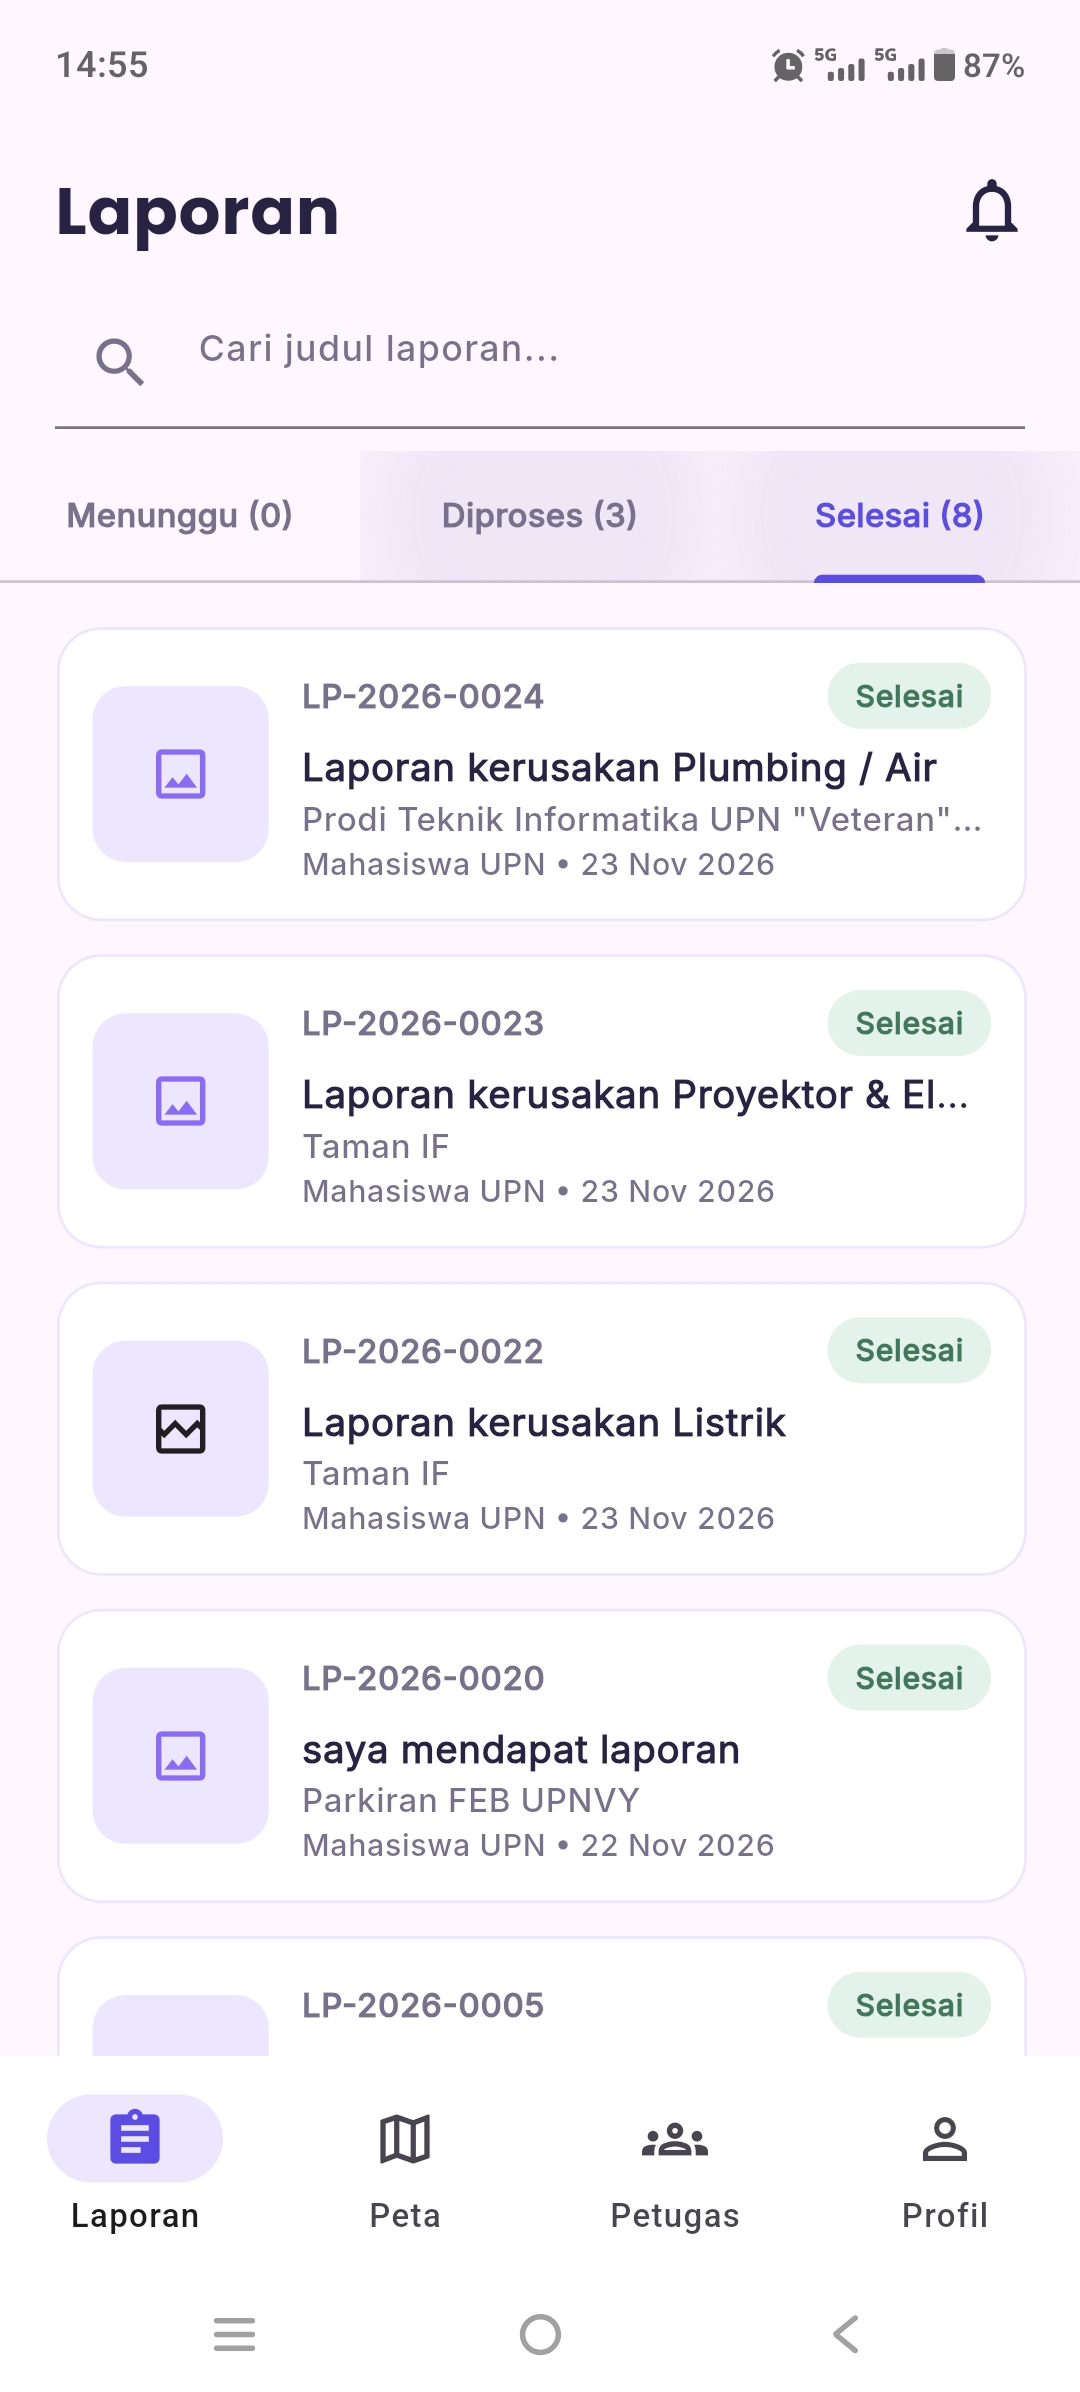 14:55
5G 5G 87%
Laporan
Cari judul laporan...
Menunggu (0) Diproses (3) Selesai (8)
LP-2026-0024 Selesai
Laporan kerusakan Plumbing / Air
Prodi Teknik Informatika UPN "Veteran"...
Mahasiswa UPN • 23 Nov 2026
LP-2026-0023 Selesai
Laporan kerusakan Proyektor & El...
Taman IF
Mahasiswa UPN • 23 Nov 2026
LP-2026-0022 Selesai
Laporan kerusakan Listrik
Taman IF
Mahasiswa UPN • 23 Nov 2026
LP-2026-0020 Selesai
saya mendapat laporan
Parkiran FEB UPNVY
Mahasiswa UPN • 22 Nov 2026
LP-2026-0005 Selesai
Laporan Peta Petugas Profil